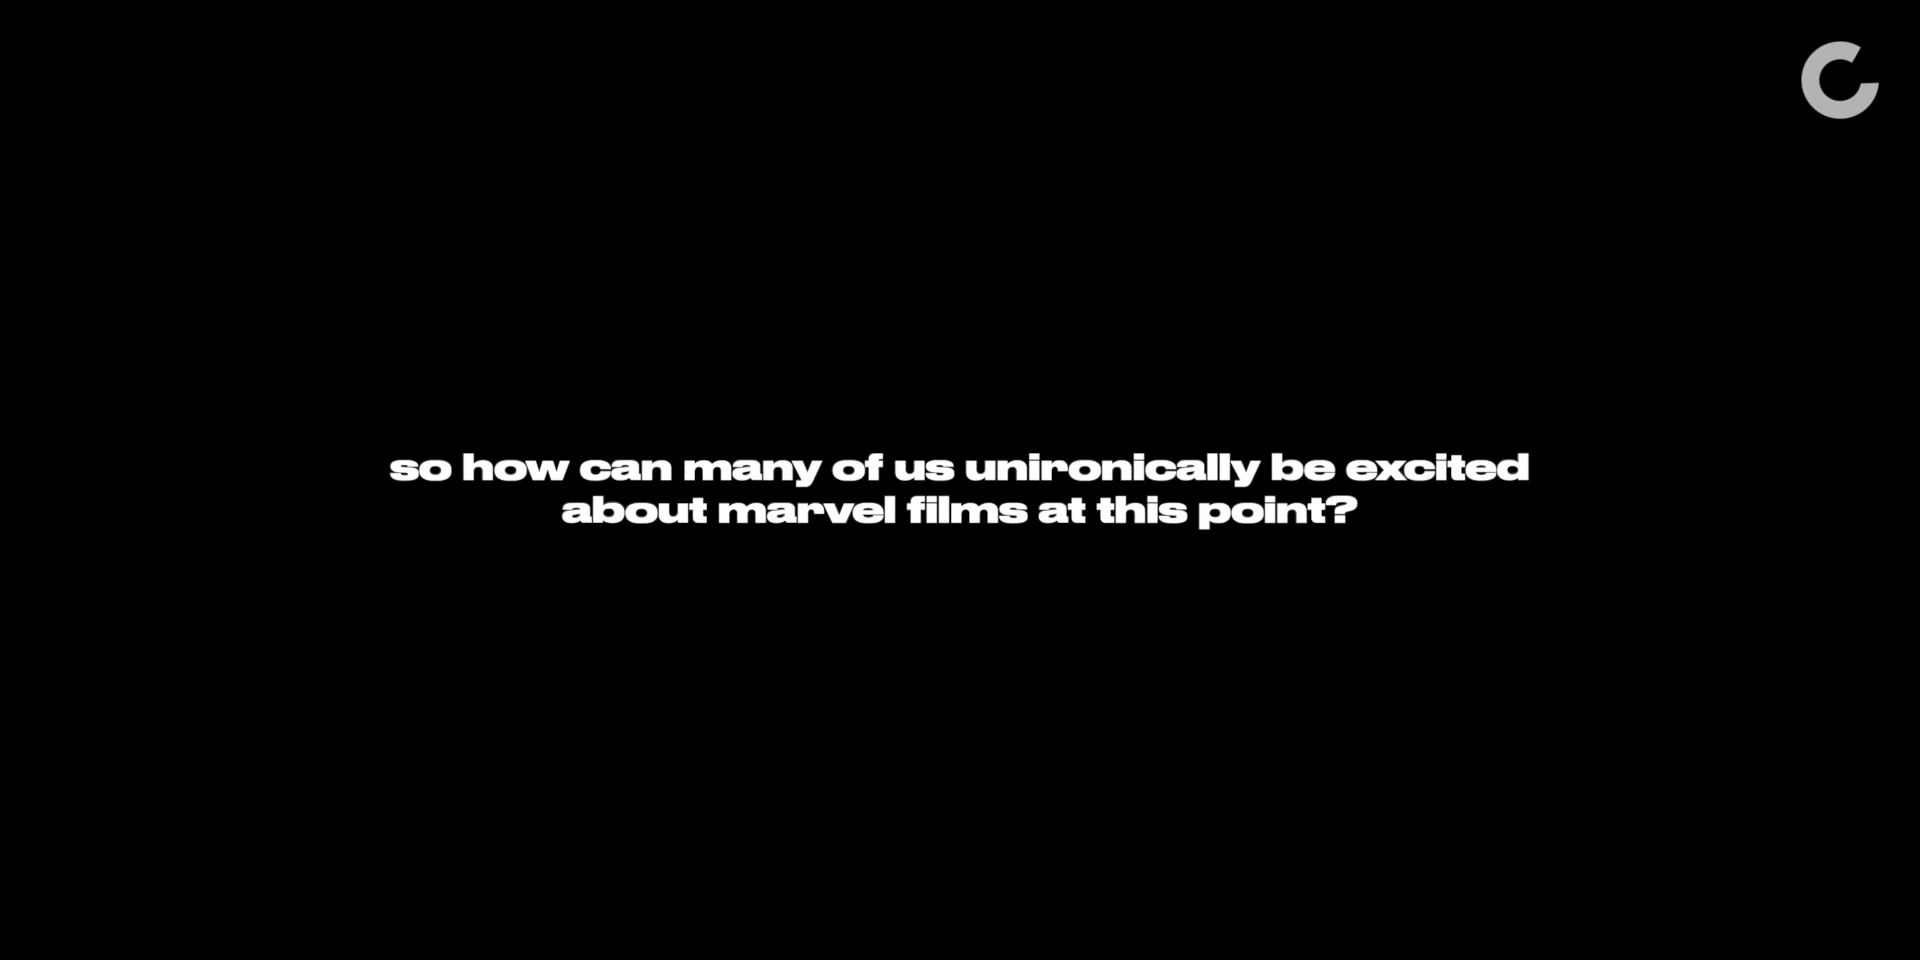 so how can many of us unironically be excited
about marvel films at this point?